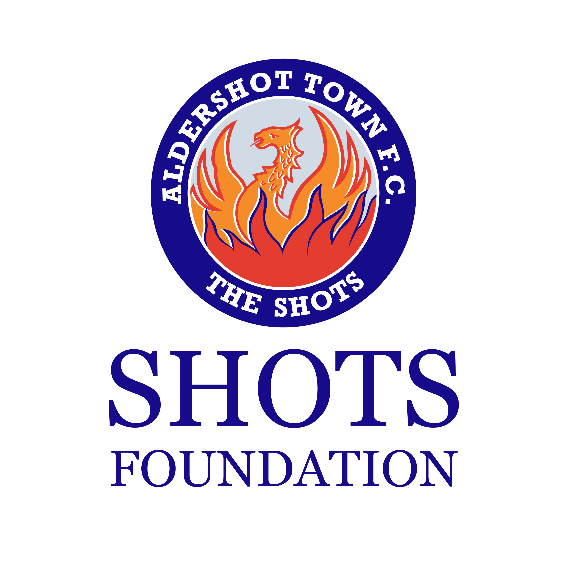 ALDERSHOT TOWN F.C.
THE SHOTS
SHOTS
FOUNDATION